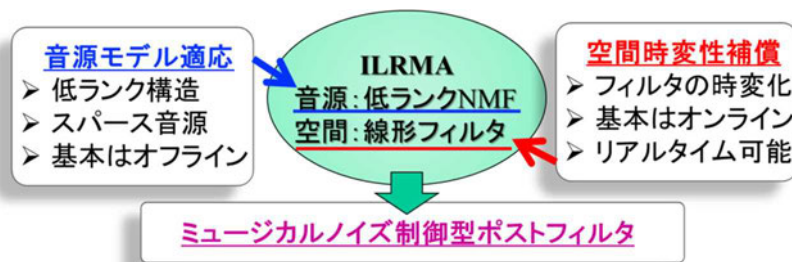 音源モデル適応
➢ 低ランク構造
➢ スパース音源
➢ 基本はオフライン
ILRMA
音源:低ランクNMF
空間:線形フィルタ
空間時変性補償
➢ フィルタの時変化
➢ 基本はオンライン
➢ リアルタイム可能
ミュージカルノイズ制御型ポストフィルタ